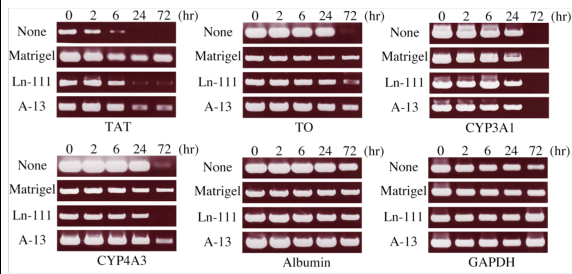 0 2 6 24 72 (hr)
None
Matrigel
Ln-111
A-13
TAT
0 2 6 24 72 (hr)
None
Matrigel
Ln-111
A-13
TO
0 2 6 24 72 (hr)
None
Matrigel
Ln-111
A-13
CYP3A1
0 2 6 24 72 (hr)
None
Matrigel
Ln-111
A-13
CYP4A3
0 2 6 24 72 (hr)
None
Matrigel
Ln-111
A-13
Albumin
0 2 6 24 72 (hr)
None
Matrigel
Ln-111
A-13
GAPDH